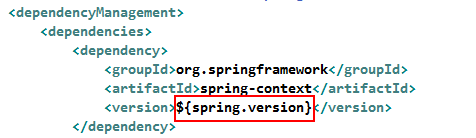 <dependencyManagement>
<dependencies>
<dependency>
<groupId>org.springframework</groupId>
<artifactId>spring-context</artifactId>
<version>${spring.version}</version>
</dependency>